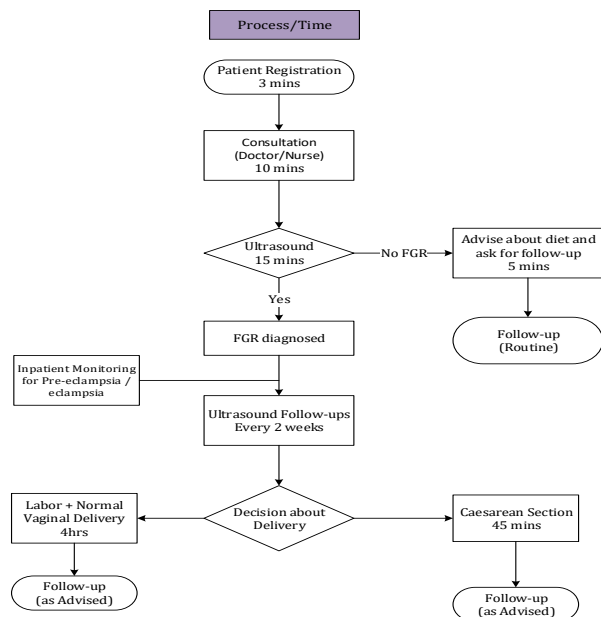 Process/Time
Patient Registration
3 mins
Consultation
(Doctor/Nurse)
10 mins
Ultrasound
15 mins
No FGR
Advise about diet and
ask for follow-up
5 mins
Yes
Follow-up
(Routine)
FGR diagnosed
Inpatient Monitoring
for Pre-eclampsia /
eclampsia
Ultrasound Follow-ups
Every 2 weeks
Labor + Normal
Vaginal Delivery
4hrs
Decision about
Delivery
Caesarean Section
45 mins
Follow-up
(as Advised)
Follow-up
(as Advised)